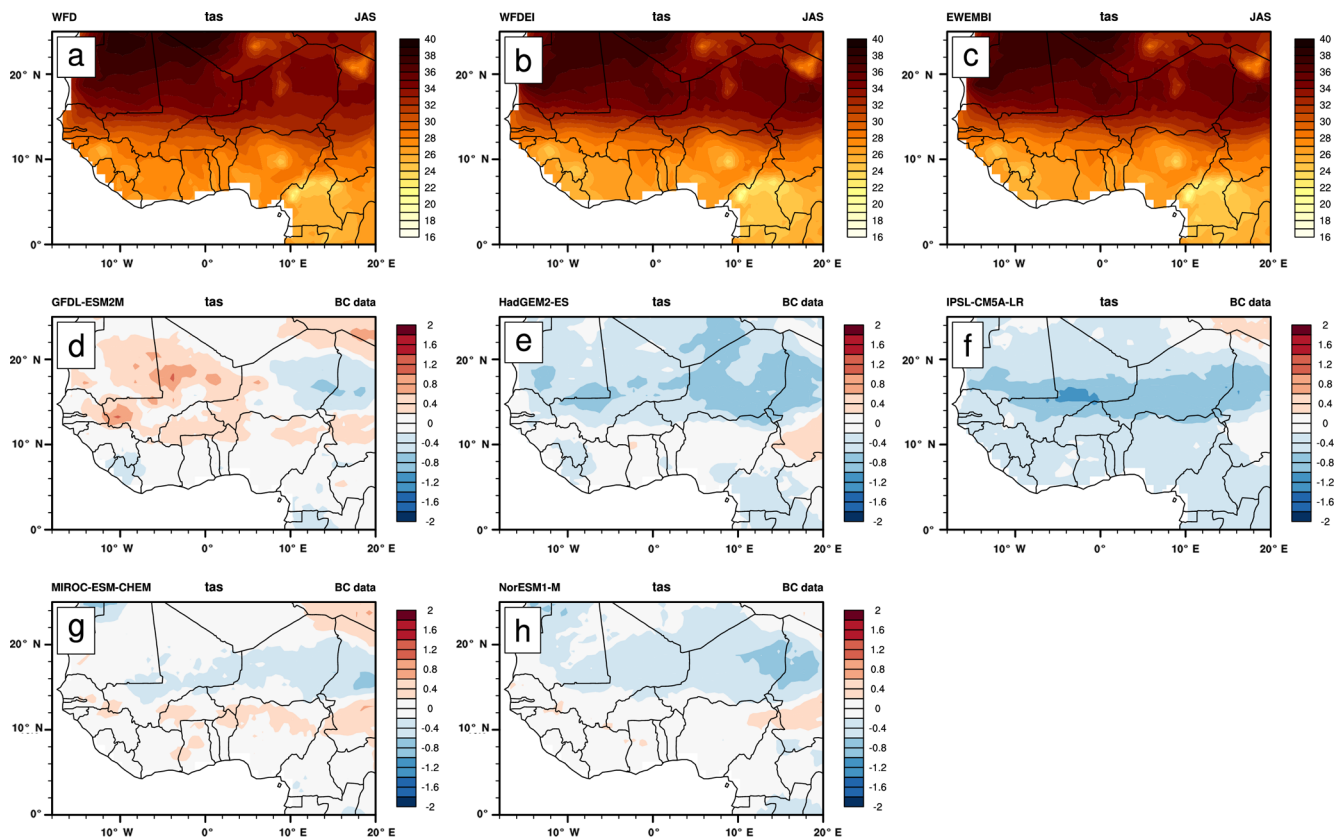 WFD tas JAS
a
20° N
10° N
0°
10° W 0° 10° E 20° E
40
38
36
34
32
30
28
26
24
22
20
18
16
WFDEI tas JAS
b
20° N
10° N
0°
10° W 0° 10° E 20° E
40
38
36
34
32
30
28
26
24
22
20
18
16
EWEMBI tas JAS
c
20° N
10° N
0°
10° W 0° 10° E 20° E
40
38
36
34
32
30
28
26
24
22
20
18
16
GFDL-ESM2M tas BC data
d
20° N
10° N
0°
10° W 0° 10° E 20° E
2
1.6
1.2
0.8
0.4
0
-0.4
-0.8
-1.2
-1.6
-2
HadGEM2-ES tas BC data
e
20° N
10° N
0°
10° W 0° 10° E 20° E
2
1.6
1.2
0.8
0.4
0
-0.4
-0.8
-1.2
-1.6
-2
IPSL-CM5A-LR tas BC data
f
20° N
10° N
0°
10° W 0° 10° E 20° E
2
1.6
1.2
0.8
0.4
0
-0.4
-0.8
-1.2
-1.6
-2
MIROC-ESM-CHEM tas BC data
g
20° N
10° N
0°
10° W 0° 10° E 20° E
2
1.6
1.2
0.8
0.4
0
-0.4
-0.8
-1.2
-1.6
-2
NorESM1-M tas BC data
h
20° N
10° N
0°
10° W 0° 10° E 20° E
2
1.6
1.2
0.8
0.4
0
-0.4
-0.8
-1.2
-1.6
-2